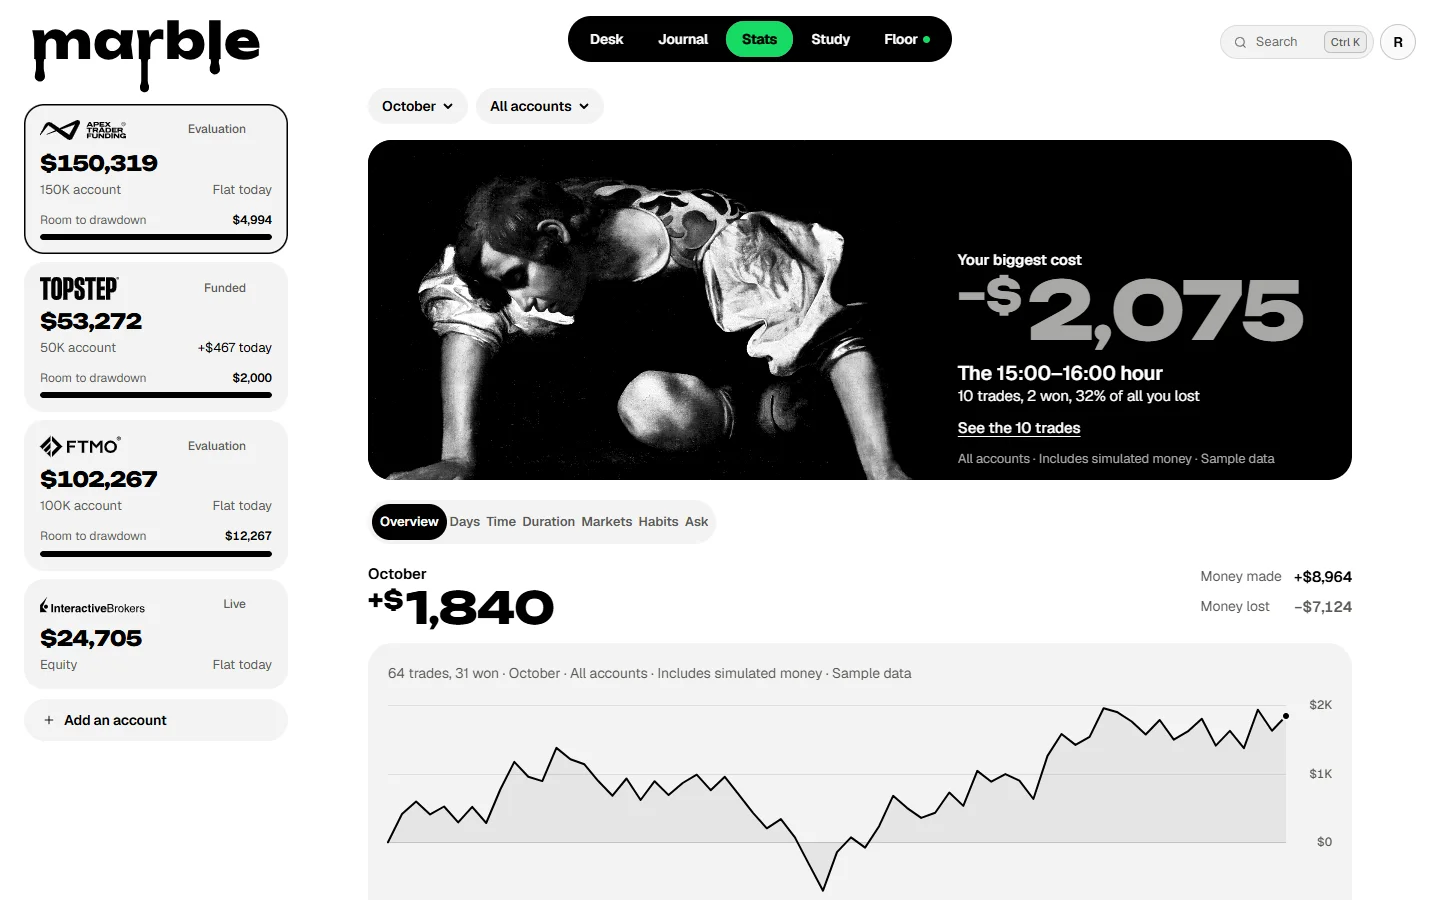 marble
Desk
Journal
Stats
Study
Floor
Search
Ctrl K
R
APEX
TRADER
FUNDING
Evaluation
$150,319
150K account
Flat today
Room to drawdown
$4,994
TOPSTEP
Funded
$53,272
50K account
+$467 today
Room to drawdown
$2,000
FTMO
Evaluation
$102,267
100K account
Flat today
Room to drawdown
$12,267
InteractiveBrokers
Live
$24,705
Equity
Flat today
+ Add an account
October
All accounts
Your biggest cost
−$2,075
The 15:00–16:00 hour
10 trades, 2 won, 32% of all you lost
See the 10 trades
All accounts · Includes simulated money · Sample data
Overview
Days
Time
Duration
Markets
Habits
Ask
October
+$1,840
Money made +$8,964
Money lost −$7,124
64 trades, 31 won · October · All accounts · Includes simulated money · Sample data
$2K
$1K
$0